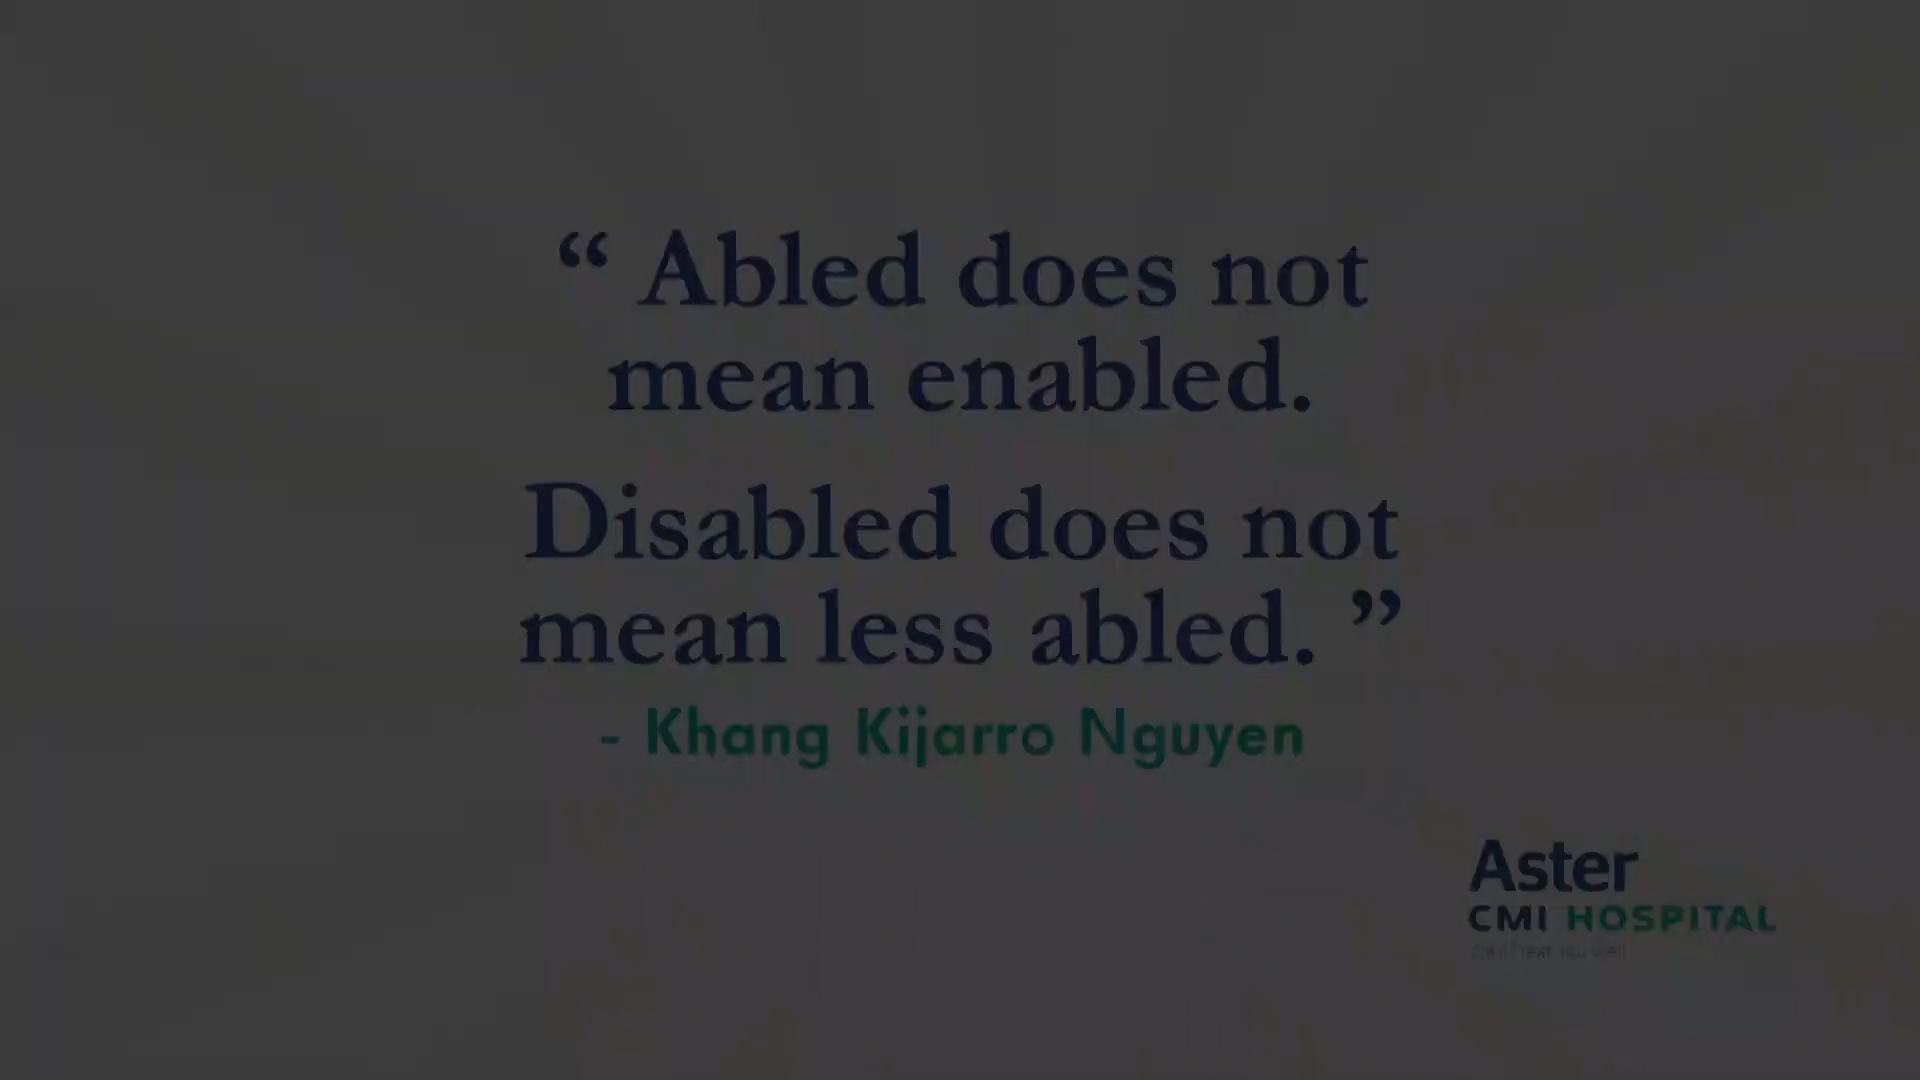 “ Abled does not
mean enabled.
Disabled does not
mean less abled. ”
- Khang Kijarro Nguyen
Aster
CMI HOSPITAL